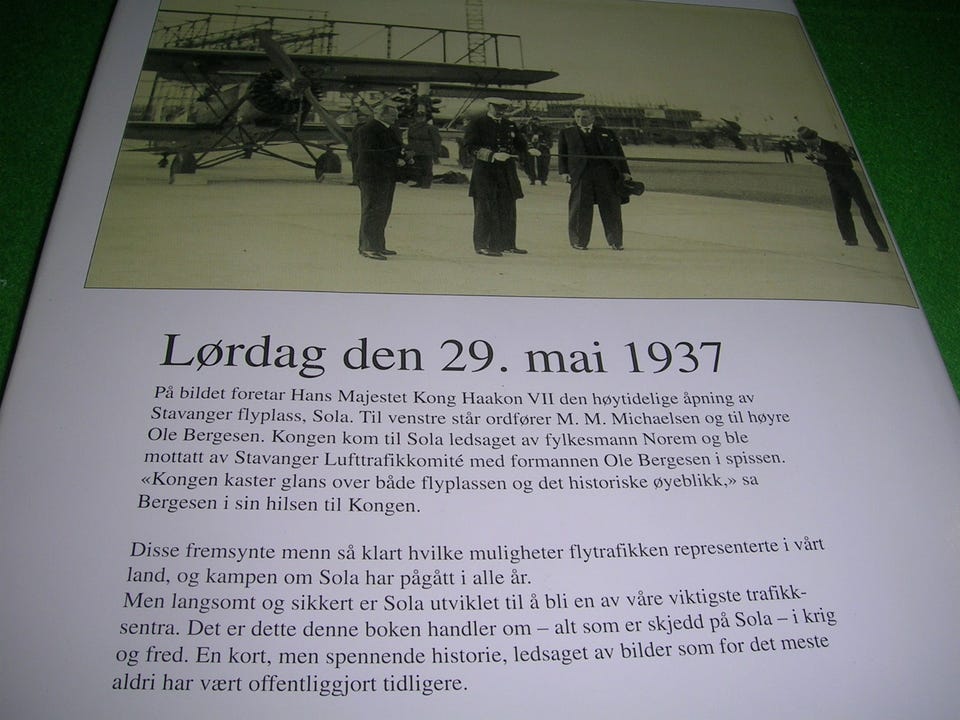 Lørdag den 29. mai 1937
På bildet foretar Hans Majestet Kong Haakon VII den høytidelige åpning av
Stavanger flyplass, Sola. Til venstre står ordfører M. M. Michaelsen og til høyre
Ole Bergesen. Kongen kom til Sola ledsaget av fylkesmann Norem og ble
mottatt av Stavanger Lufttrafikkomité med formannen Ole Bergesen i spissen.
«Kongen kaster glans over både flyplassen og det historiske øyeblikk,» sa
Bergesen i sin hilsen til Kongen.
Disse fremsynte menn så klart hvilke muligheter flytrafikken representerte i vårt
land, og kampen om Sola har pågått i alle år.
Men langsomt og sikkert er Sola utviklet til å bli en av våre viktigste trafikk-
sentra. Det er dette denne boken handler om – alt som er skjedd på Sola – i krig
og fred. En kort, men spennende historie, ledsaget av bilder som for det meste
aldri har vært offentliggjort tidligere.